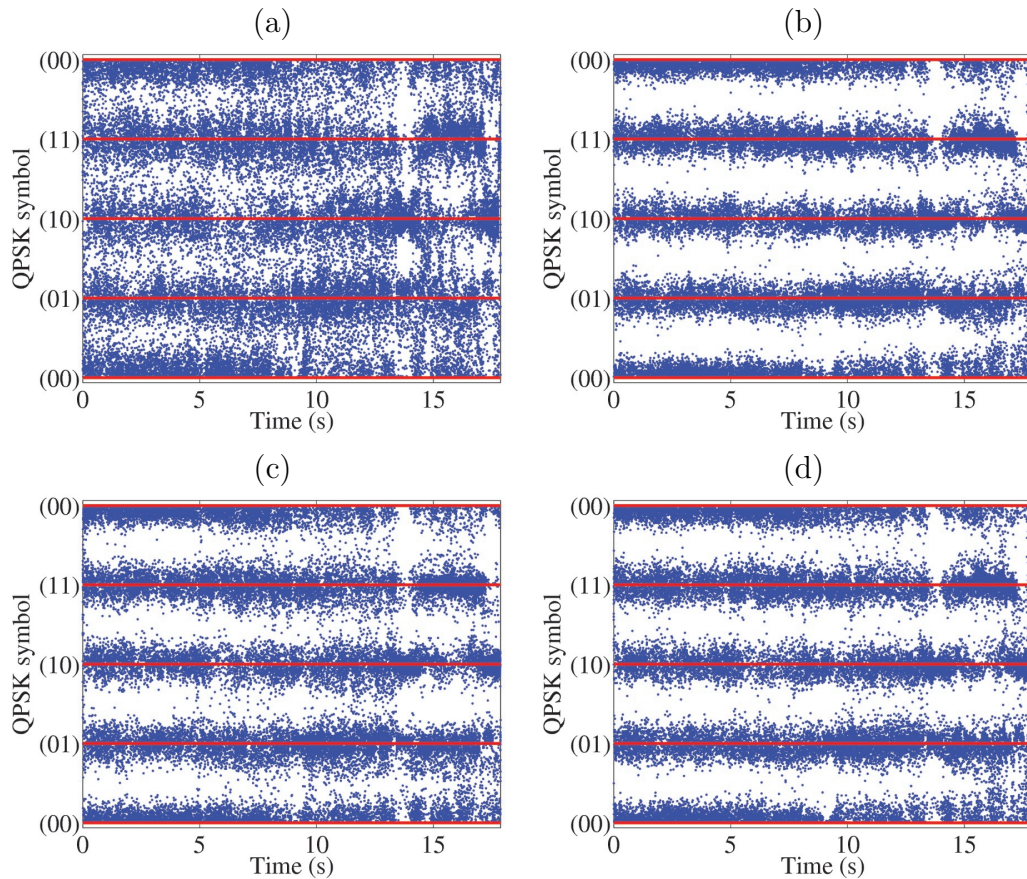 (a)
(00)
(11)
(10)
(01)
(00)
QPSK symbol
0 5 10 15
Time (s)
(b)
(00)
(11)
(10)
(01)
(00)
QPSK symbol
0 5 10 15
Time (s)
(c)
(00)
(11)
(10)
(01)
(00)
QPSK symbol
0 5 10 15
Time (s)
(d)
(00)
(11)
(10)
(01)
(00)
QPSK symbol
0 5 10 15
Time (s)